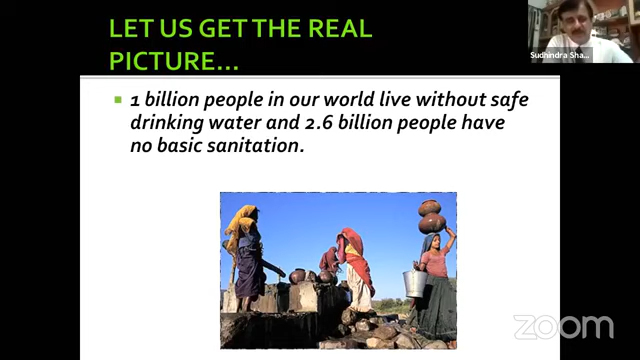 LET US GET THE REAL
PICTURE...
1 billion people in our world live without safe
drinking water and 2.6 billion people have
no basic sanitation.
Sudhindra Sha...
zoom